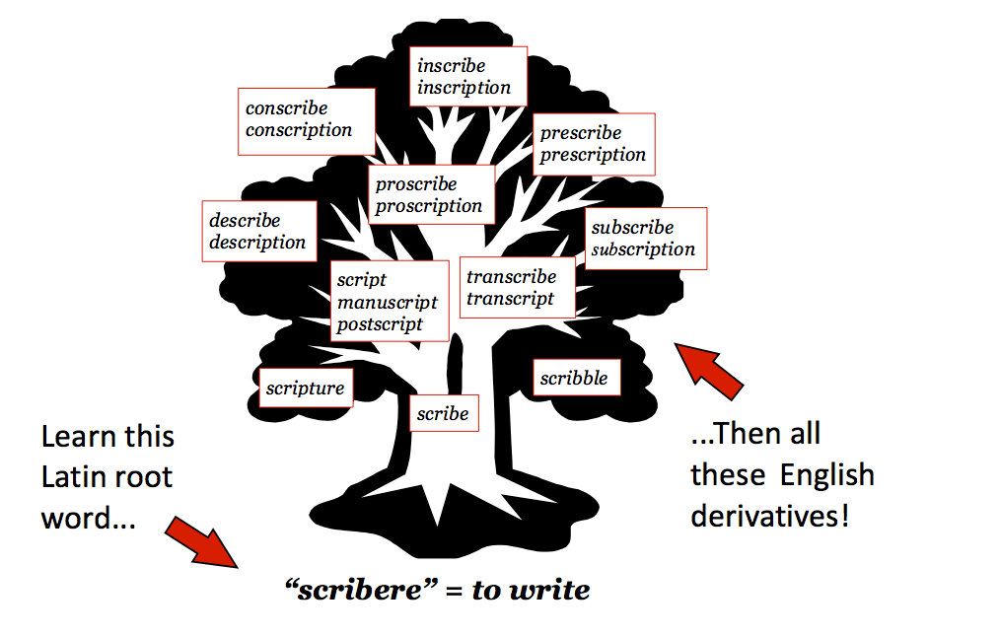 inscribe
inscription
conscribe
conscription
prescribe
prescription
proscribe
proscription
describe
description
subscribe
subscription
script
manuscript
postscript
transcribe
transcript
scripture
scribble
scribe
Learn this
Latin root
word...
...Then all
these English
derivatives!
“scribere” = to write